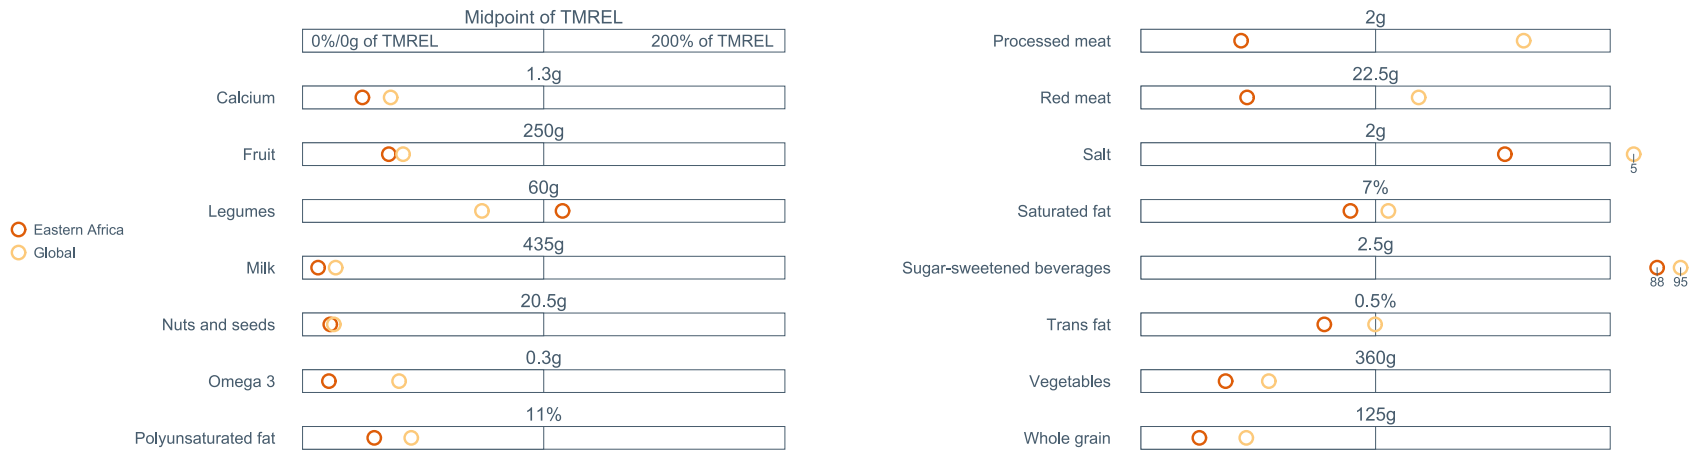 Midpoint of TMREL
0%/0g of TMREL
200% of TMREL
1.3g
Calcium
250g
Fruit
60g
Legumes
435g
Milk
20.5g
Nuts and seeds
0.3g
Omega 3
11%
Polyunsaturated fat
Eastern Africa
Global
2g
Processed meat
22.5g
Red meat
2g
Salt
5
7%
Saturated fat
2.5g
Sugar-sweetened beverages
88 95
0.5%
Trans fat
360g
Vegetables
125g
Whole grain